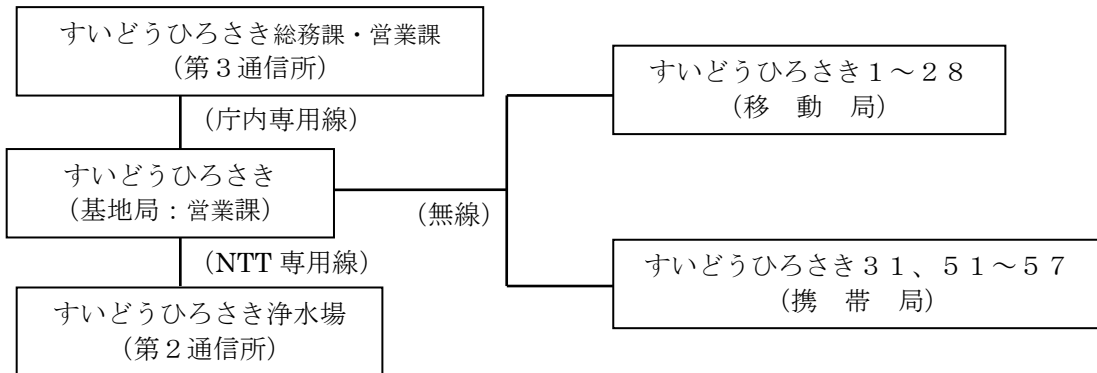 すいどうひろさき総務課・営業課
(第3通信所)
(庁内専用線)
すいどうひろさき
(基地局:営業課)
(NTT 専用線)
すいどうひろさき浄水場
(第2通信所)
(無線)
すいどうひろさき1~28
(移 動 局)
すいどうひろさき31、51~57
(携 帯 局)